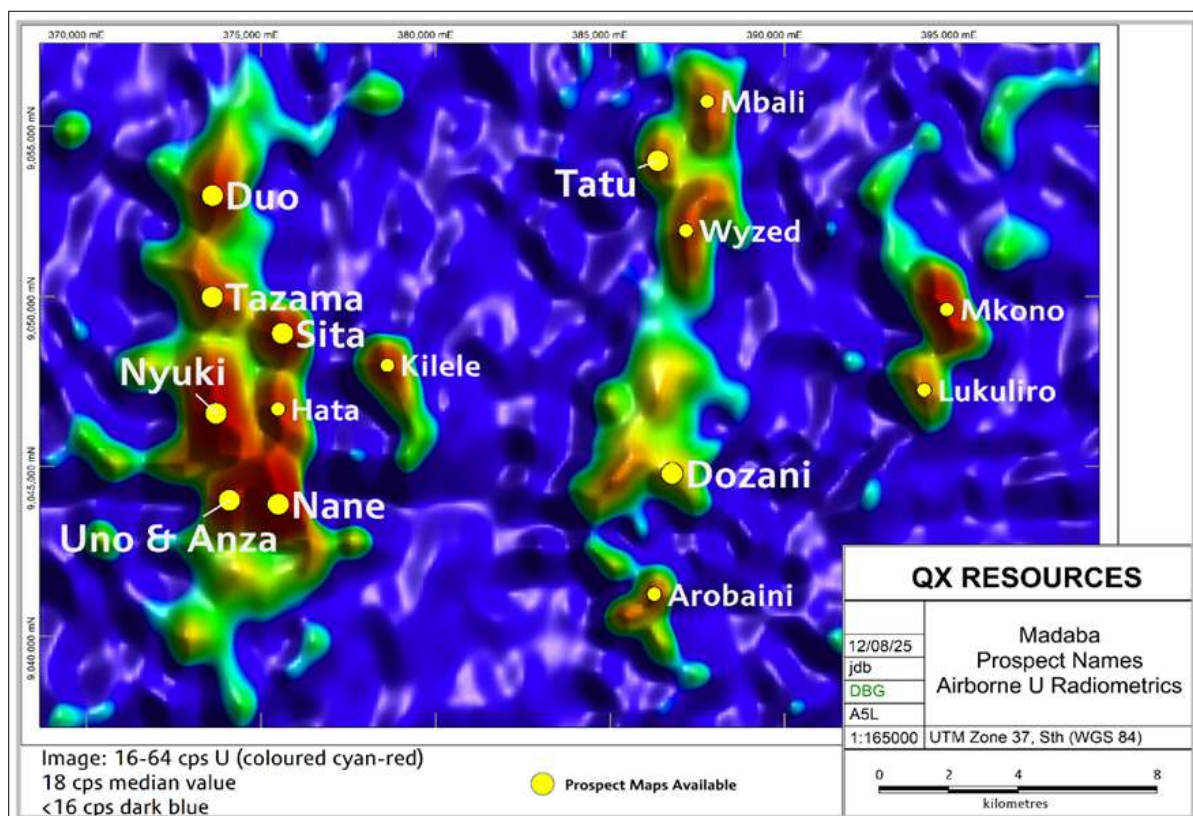 370,000 mE
375,000 mE
380,000 mE
385,000 mE
390,000 mE
395,000 mE
9,055,000 mN
9,050,000 mN
9,045,000 mN
9,040,000 mN
Mbali
Tatu
Duo
Wyzed
Tazama
Mkono
Sita
Kilele
Nyuki
Lukuliro
Hata
Dozani
Nane
Uno & Anza
Arobaini
QX RESOURCES
12/08/25
jdb
DBG
A5L
1:165000
Madaba
Prospect Names
Airborne U Radiometrics
UTM Zone 37, Sth (WGS 84)
0 2 4 8
kilometres
Image: 16-64 cps U (coloured cyan-red)
18 cps median value
<16 cps dark blue
Prospect Maps Available